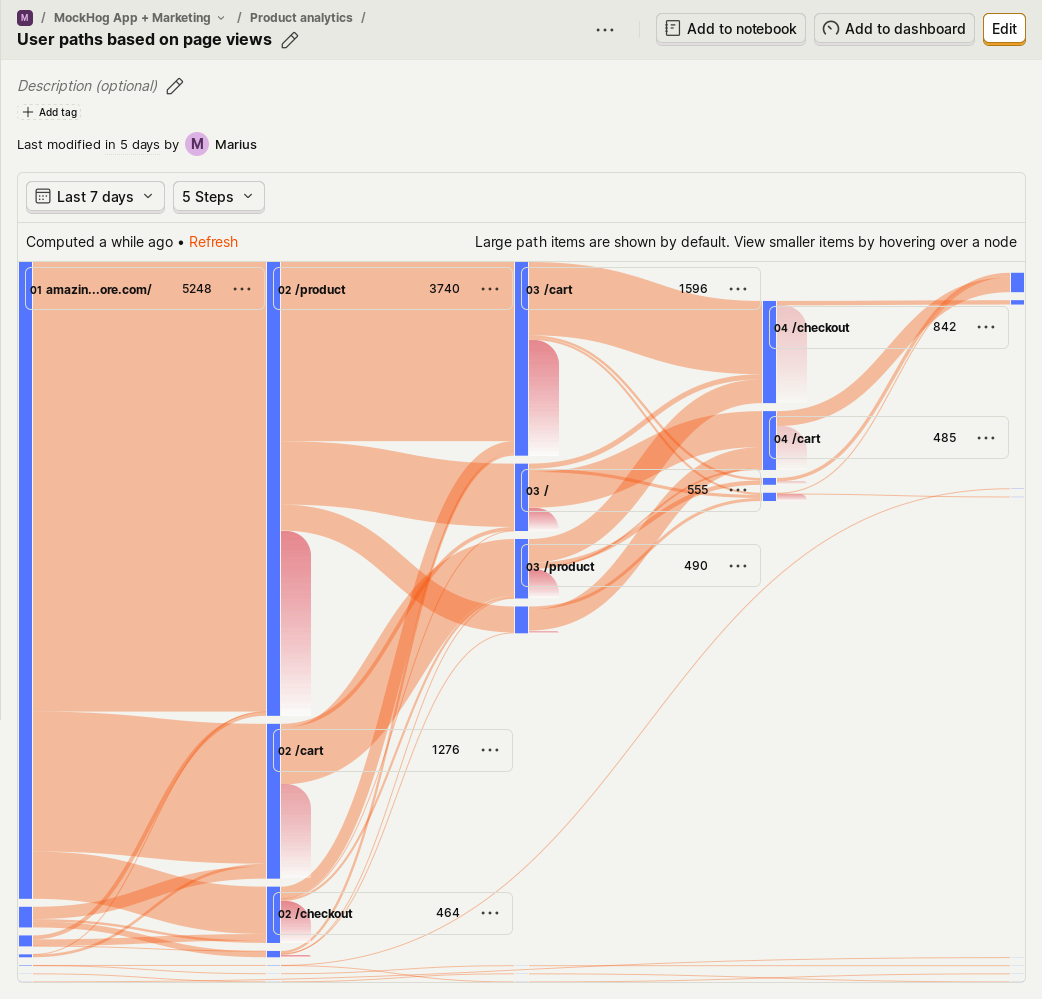 M / MockHog App + Marketing / Product analytics /
User paths based on page views
Add to notebook
Add to dashboard
Edit
Description (optional)
Add tag
Last modified in 5 days by M Marius
Last 7 days
5 Steps
Computed a while ago • Refresh
Large path items are shown by default. View smaller items by hovering over a node
01 amazin...ore.com/ 5248
02 /product 3740
03 /cart 1596
04 /checkout 842
04 /cart 485
03 / 555
03 /product 490
02 /cart 1276
02 /checkout 464